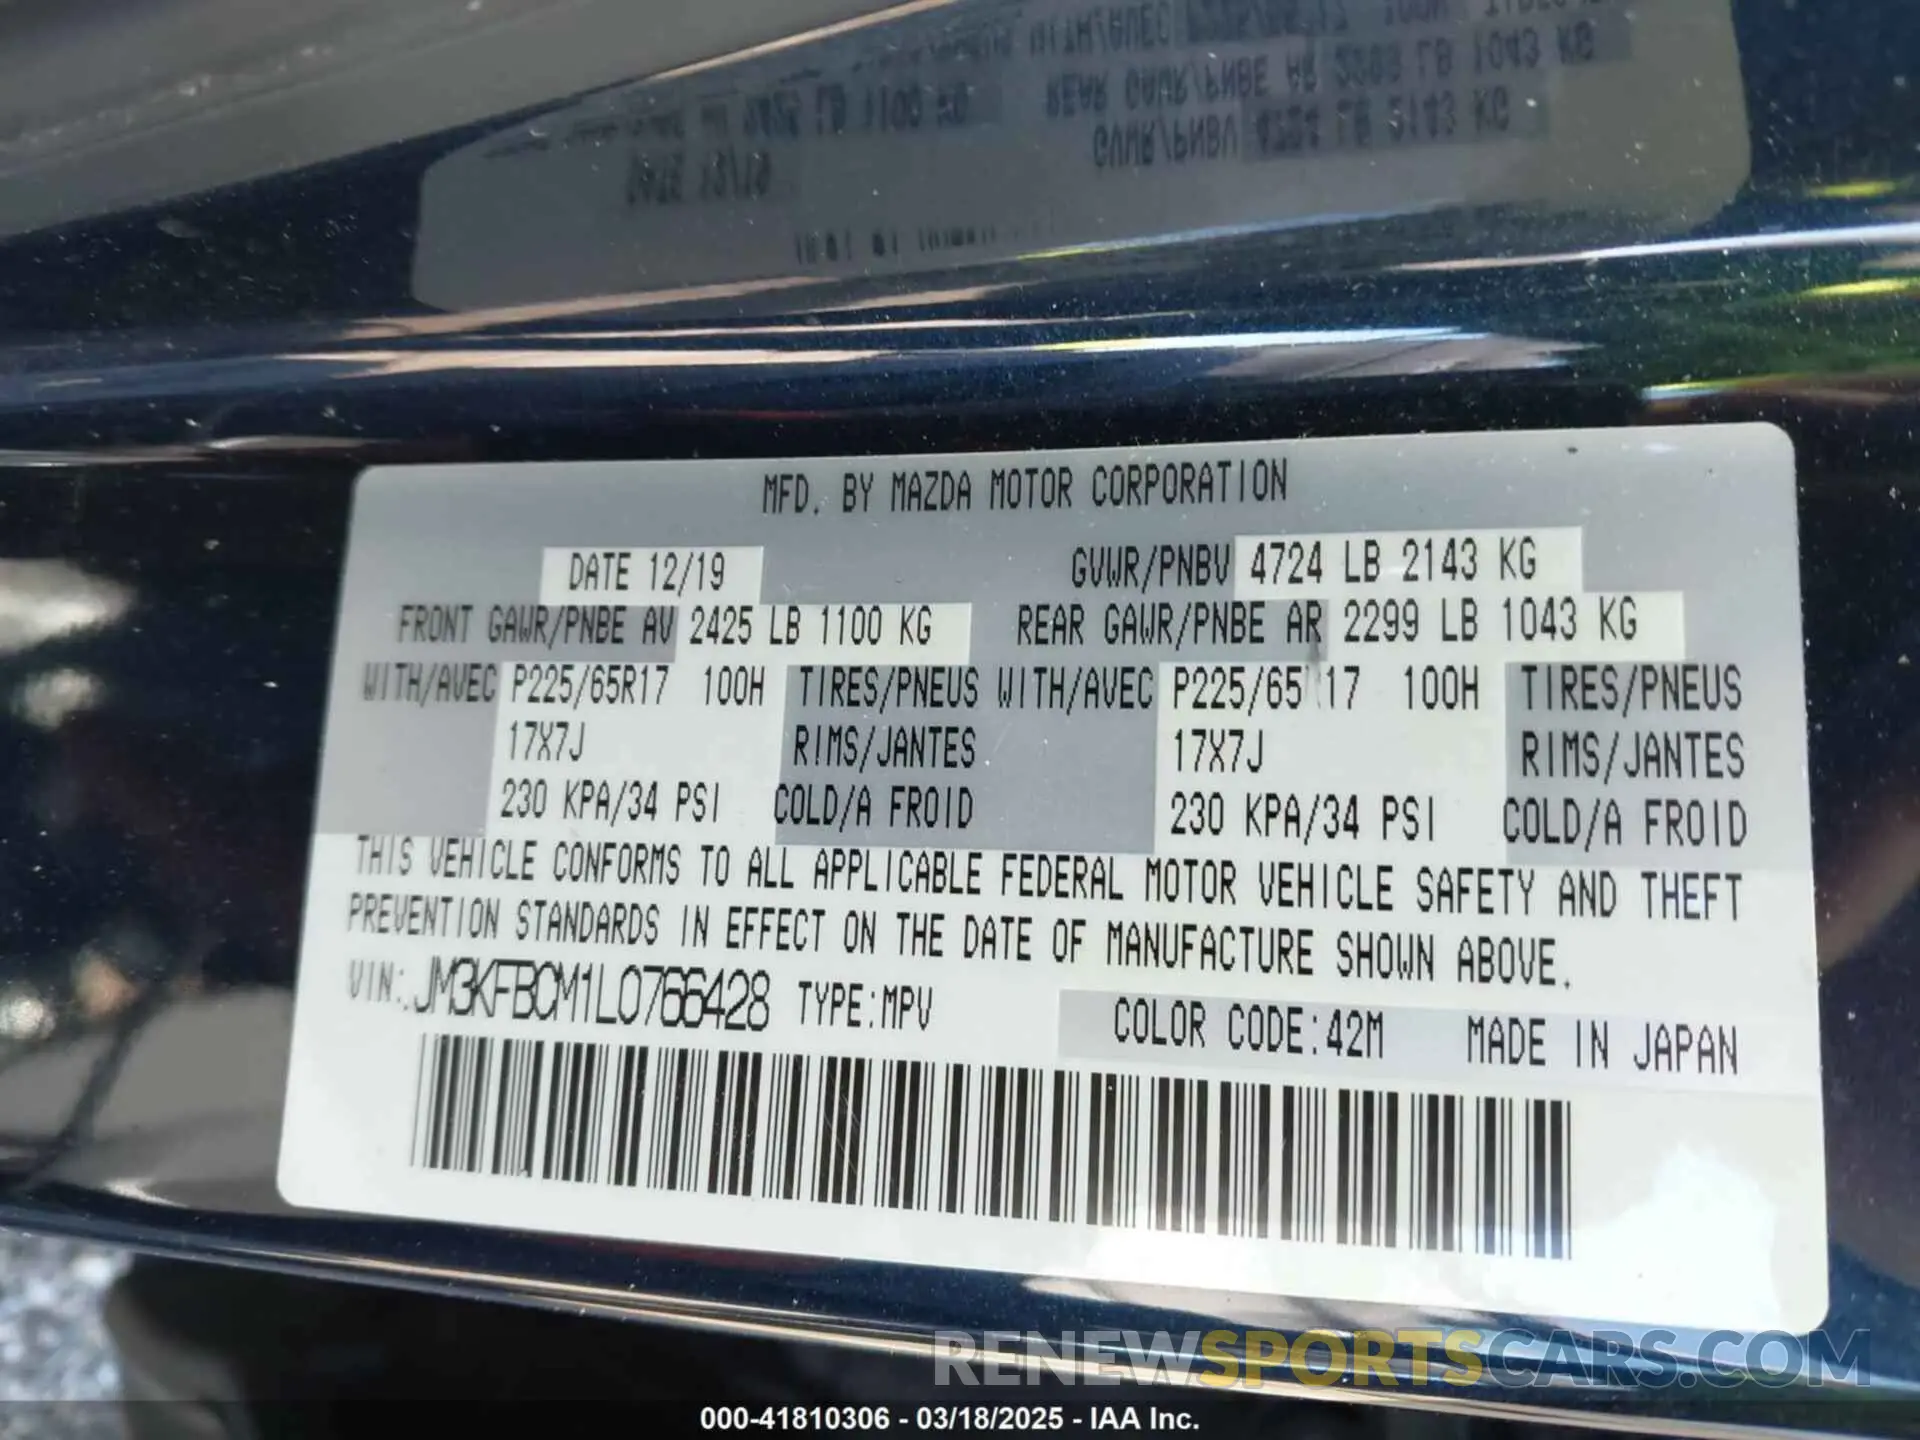 MFD. BY MAZDA MOTOR CORPORATION
DATE 12/19 GVWR/PNBV 4724 LB 2143 KG
FRONT GAWR/PNBE AV 2425 LB 1100 KG REAR GAWR/PNBE AR 2299 LB 1043 KG
WITH/AVEC P225/65R17 100H TIRES/PNEUS WITH/AVEC P225/65 17 100H TIRES/PNEUS
17X7J RIMS/JANTES 17X7J RIMS/JANTES
230 KPA/34 PSI COLD/A FROID 230 KPA/34 PSI COLD/A FROID
THIS VEHICLE CONFORMS TO ALL APPLICABLE FEDERAL MOTOR VEHICLE SAFETY AND THEFT
PREVENTION STANDARDS IN EFFECT ON THE DATE OF MANUFACTURE SHOWN ABOVE.
VIN: JM3KFBCM1L0766428 TYPE:MPV COLOR CODE:42M MADE IN JAPAN
RENEWSPORTSCARS.COM
000-41810306 - 03/18/2025 - IAA Inc.